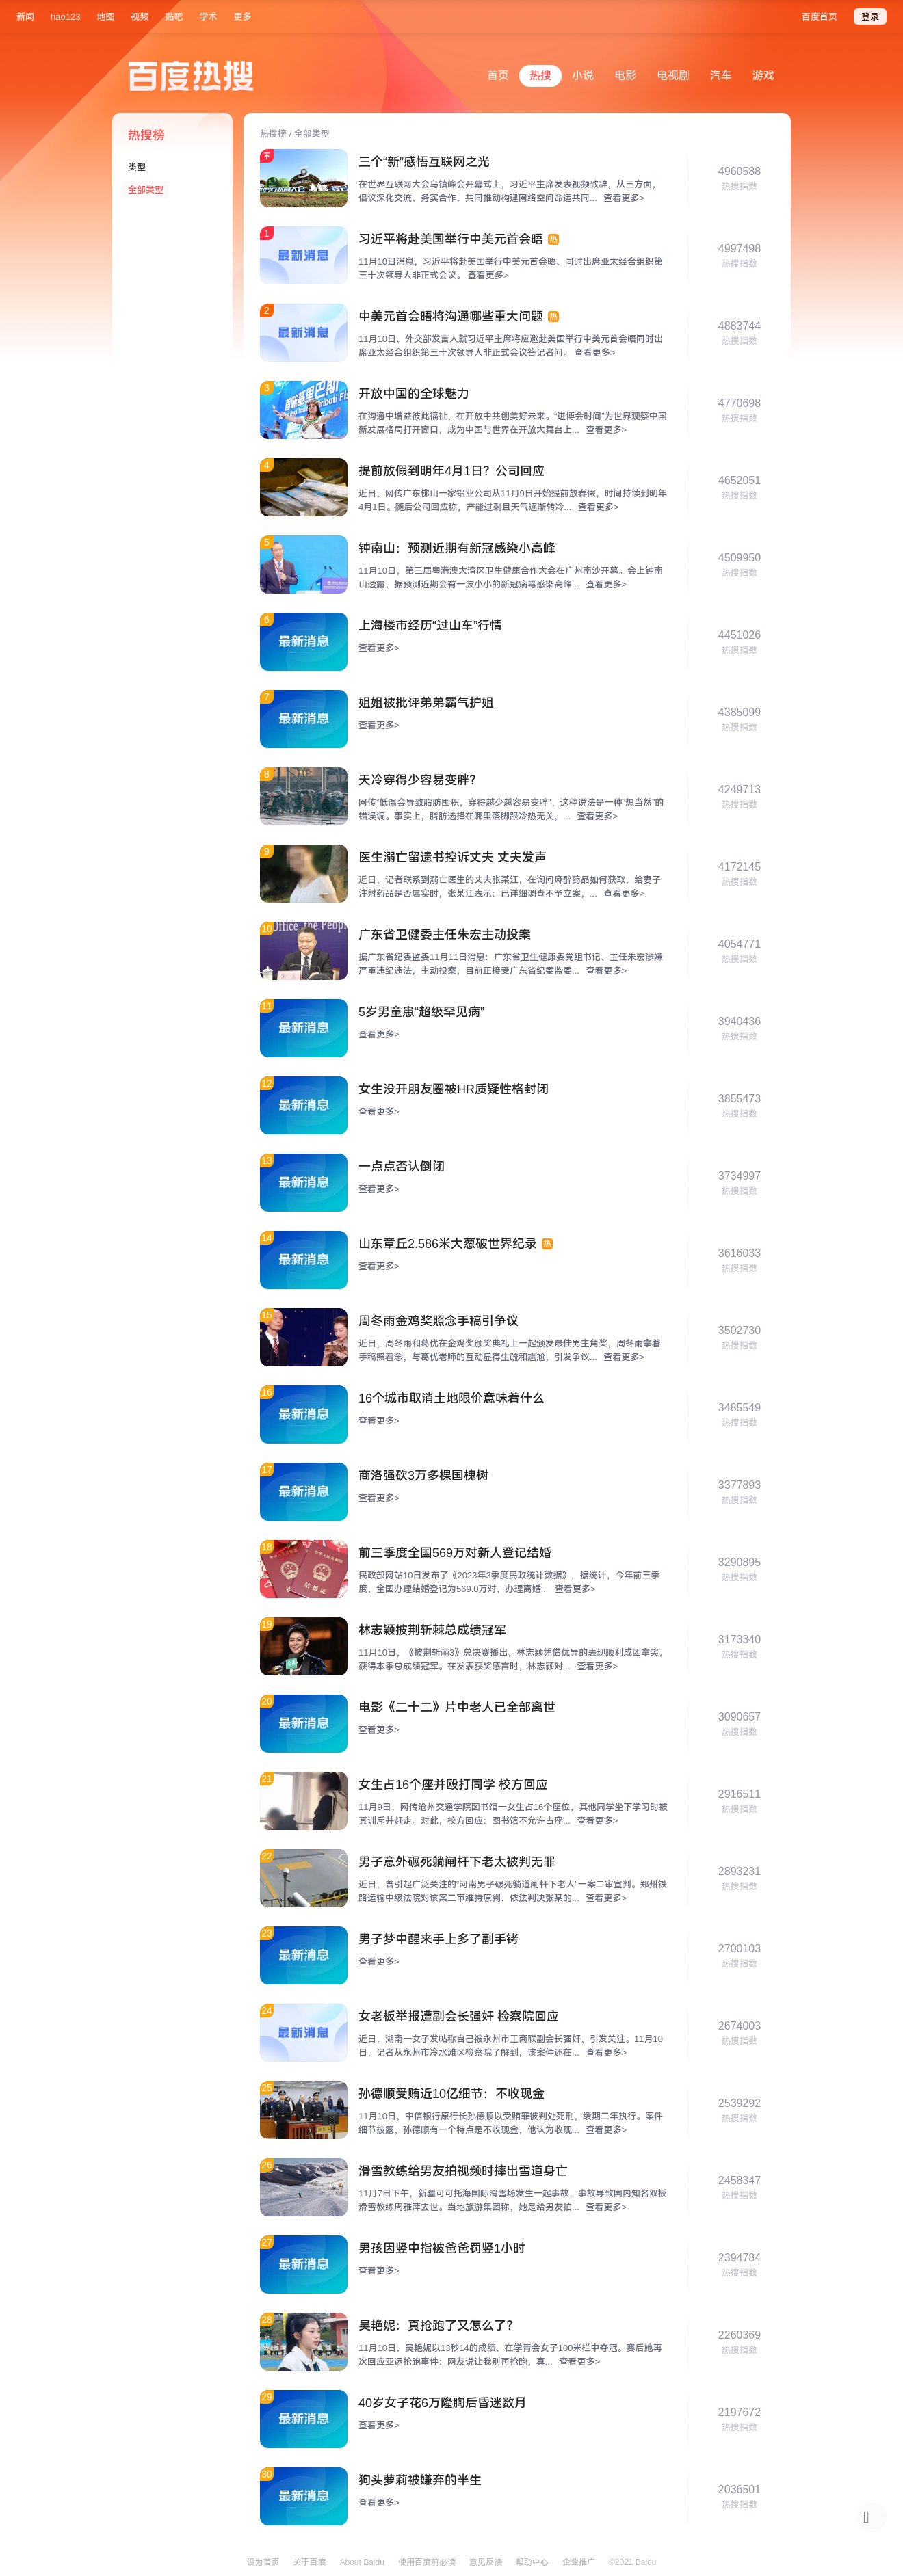 新闻 hao123 地图 视频 贴吧 学术 更多 百度首页 登录
百度热搜
首页 热搜 小说 电影 电视剧 汽车 游戏
热搜榜
类型
全部类型
热搜榜 / 全部类型
三个“新”感悟互联网之光
在世界互联网大会乌镇峰会开幕式上，习近平主席发表视频致辞，从三方面，
倡议深化交流、务实合作，共同推动构建网络空间命运共同... 查看更多>
4960588
热搜指数
1
最新消息
习近平将赴美国举行中美元首会晤 热
11月10日消息，习近平将赴美国举行中美元首会晤、同时出席亚太经合组织第
三十次领导人非正式会议。 查看更多>
4997498
热搜指数
2
最新消息
中美元首会晤将沟通哪些重大问题 热
11月10日，外交部发言人就习近平主席将应邀赴美国举行中美元首会晤同时出
席亚太经合组织第三十次领导人非正式会议答记者问。 查看更多>
4883744
热搜指数
3
开放中国的全球魅力
在沟通中增益彼此福祉，在开放中共创美好未来。“进博会时间”为世界观察中国
新发展格局打开窗口，成为中国与世界在开放大舞台上... 查看更多>
4770698
热搜指数
4
提前放假到明年4月1日？公司回应
近日，网传广东佛山一家铝业公司从11月9日开始提前放春假，时间持续到明年
4月1日。随后公司回应称，产能过剩且天气逐渐转冷... 查看更多>
4652051
热搜指数
5
钟南山：预测近期有新冠感染小高峰
11月10日，第三届粤港澳大湾区卫生健康合作大会在广州南沙开幕。会上钟南
山透露，据预测近期会有一波小小的新冠病毒感染高峰... 查看更多>
4509950
热搜指数
6
最新消息
上海楼市经历“过山车”行情
查看更多>
4451026
热搜指数
7
最新消息
姐姐被批评弟弟霸气护姐
查看更多>
4385099
热搜指数
8
天冷穿得少容易变胖？
网传“低温会导致脂肪囤积，穿得越少越容易变胖”，这种说法是一种“想当然”的
错误调。事实上，脂肪选择在哪里落脚跟冷热无关，... 查看更多>
4249713
热搜指数
9
医生溺亡留遗书控诉丈夫 丈夫发声
近日，记者联系到溺亡医生的丈夫张某江，在询问麻醉药品如何获取，给妻子
注射药品是否属实时，张某江表示：已详细调查不予立案，... 查看更多>
4172145
热搜指数
10
广东省卫健委主任朱宏主动投案
据广东省纪委监委11月11日消息：广东省卫生健康委党组书记、主任朱宏涉嫌
严重违纪违法，主动投案，目前正接受广东省纪委监委... 查看更多>
4054771
热搜指数
11
最新消息
5岁男童患“超级罕见病”
查看更多>
3940436
热搜指数
12
最新消息
女生没开朋友圈被HR质疑性格封闭
查看更多>
3855473
热搜指数
13
最新消息
一点点否认倒闭
查看更多>
3734997
热搜指数
14
最新消息
山东章丘2.586米大葱破世界纪录 热
查看更多>
3616033
热搜指数
15
周冬雨金鸡奖照念手稿引争议
近日，周冬雨和葛优在金鸡奖颁奖典礼上一起颁发最佳男主角奖，周冬雨拿着
手稿照着念，与葛优老师的互动显得生疏和尴尬，引发争议... 查看更多>
3502730
热搜指数
16
最新消息
16个城市取消土地限价意味着什么
查看更多>
3485549
热搜指数
17
最新消息
商洛强砍3万多棵国槐树
查看更多>
3377893
热搜指数
18
前三季度全国569万对新人登记结婚
民政部网站10日发布了《2023年3季度民政统计数据》，据统计，今年前三季
度，全国办理结婚登记为569.0万对，办理离婚... 查看更多>
3290895
热搜指数
19
林志颖披荆斩棘总成绩冠军
11月10日，《披荆斩棘3》总决赛播出，林志颖凭借优异的表现顺利成团拿奖，
获得本季总成绩冠军。在发表获奖感言时，林志颖对... 查看更多>
3173340
热搜指数
20
最新消息
电影《二十二》片中老人已全部离世
查看更多>
3090657
热搜指数
21
女生占16个座并殴打同学 校方回应
11月9日，网传沧州交通学院图书馆一女生占16个座位，其他同学坐下学习时被
其训斥并赶走。对此，校方回应：图书馆不允许占座... 查看更多>
2916511
热搜指数
22
男子意外碾死躺闸杆下老太被判无罪
近日，曾引起广泛关注的“河南男子碾死躺道闸杆下老人”一案二审宣判。郑州铁
路运输中级法院对该案二审维持原判，依法判决张某的... 查看更多>
2893231
热搜指数
23
最新消息
男子梦中醒来手上多了副手铐
查看更多>
2700103
热搜指数
24
最新消息
女老板举报遭副会长强奸 检察院回应
近日，湖南一女子发帖称自己被永州市工商联副会长强奸，引发关注。11月10
日，记者从永州市冷水滩区检察院了解到，该案件还在... 查看更多>
2674003
热搜指数
25
孙德顺受贿近10亿细节：不收现金
11月10日，中信银行原行长孙德顺以受贿罪被判处死刑，缓期二年执行。案件
细节披露，孙德顺有一个特点是不收现金，他认为收现... 查看更多>
2539292
热搜指数
26
滑雪教练给男友拍视频时摔出雪道身亡
11月7日下午，新疆可可托海国际滑雪场发生一起事故，事故导致国内知名双板
滑雪教练周雅萍去世。当地旅游集团称，她是给男友拍... 查看更多>
2458347
热搜指数
27
最新消息
男孩因竖中指被爸爸罚竖1小时
查看更多>
2394784
热搜指数
28
吴艳妮：真抢跑了又怎么了？
11月10日，吴艳妮以13秒14的成绩，在学青会女子100米栏中夺冠。赛后她再
次回应亚运抢跑事件：网友说让我别再抢跑，真... 查看更多>
2260369
热搜指数
29
最新消息
40岁女子花6万隆胸后昏迷数月
查看更多>
2197672
热搜指数
30
最新消息
狗头萝莉被嫌弃的半生
查看更多>
2036501
热搜指数
设为首页 关于百度 About Baidu 使用百度前必读 意见反馈 帮助中心 企业推广 ©2021 Baidu